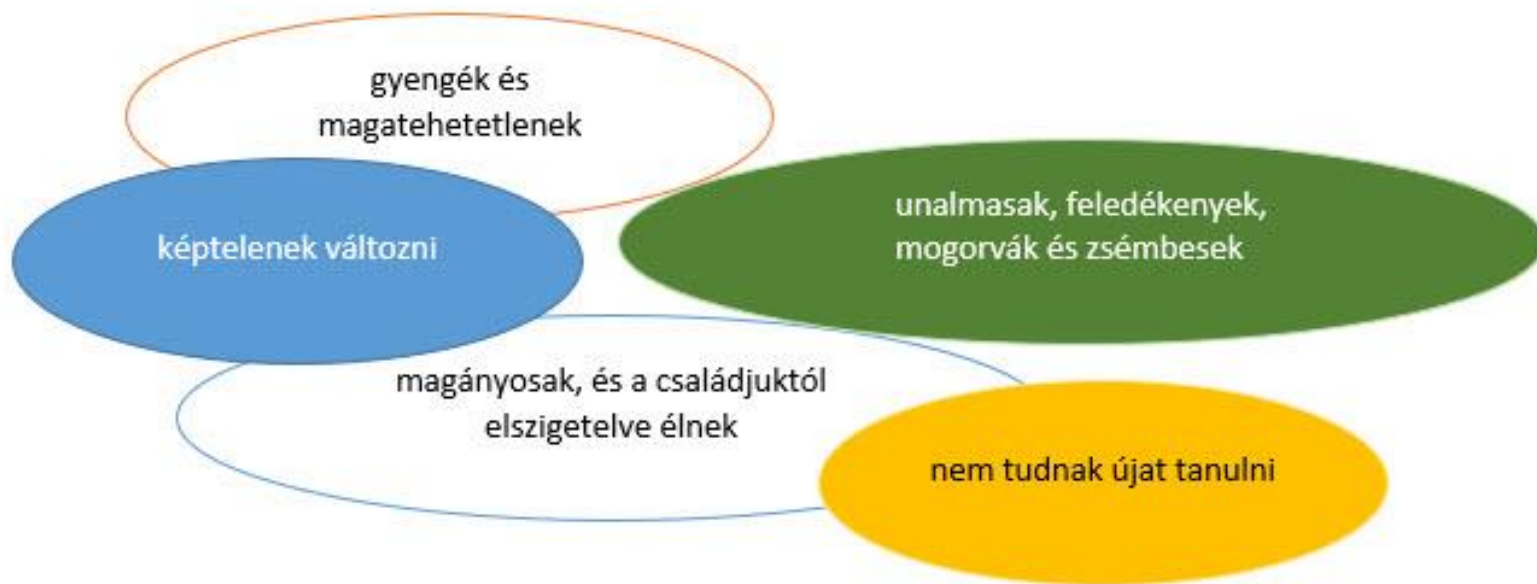 gyengék és
magatehetetlenek
unalmasak, feledékenyek,
mogorvák és zsémbesek
képtelenek változni
magányosak, és a családjuktól
elszigetelve élnek
nem tudnak újat tanulni